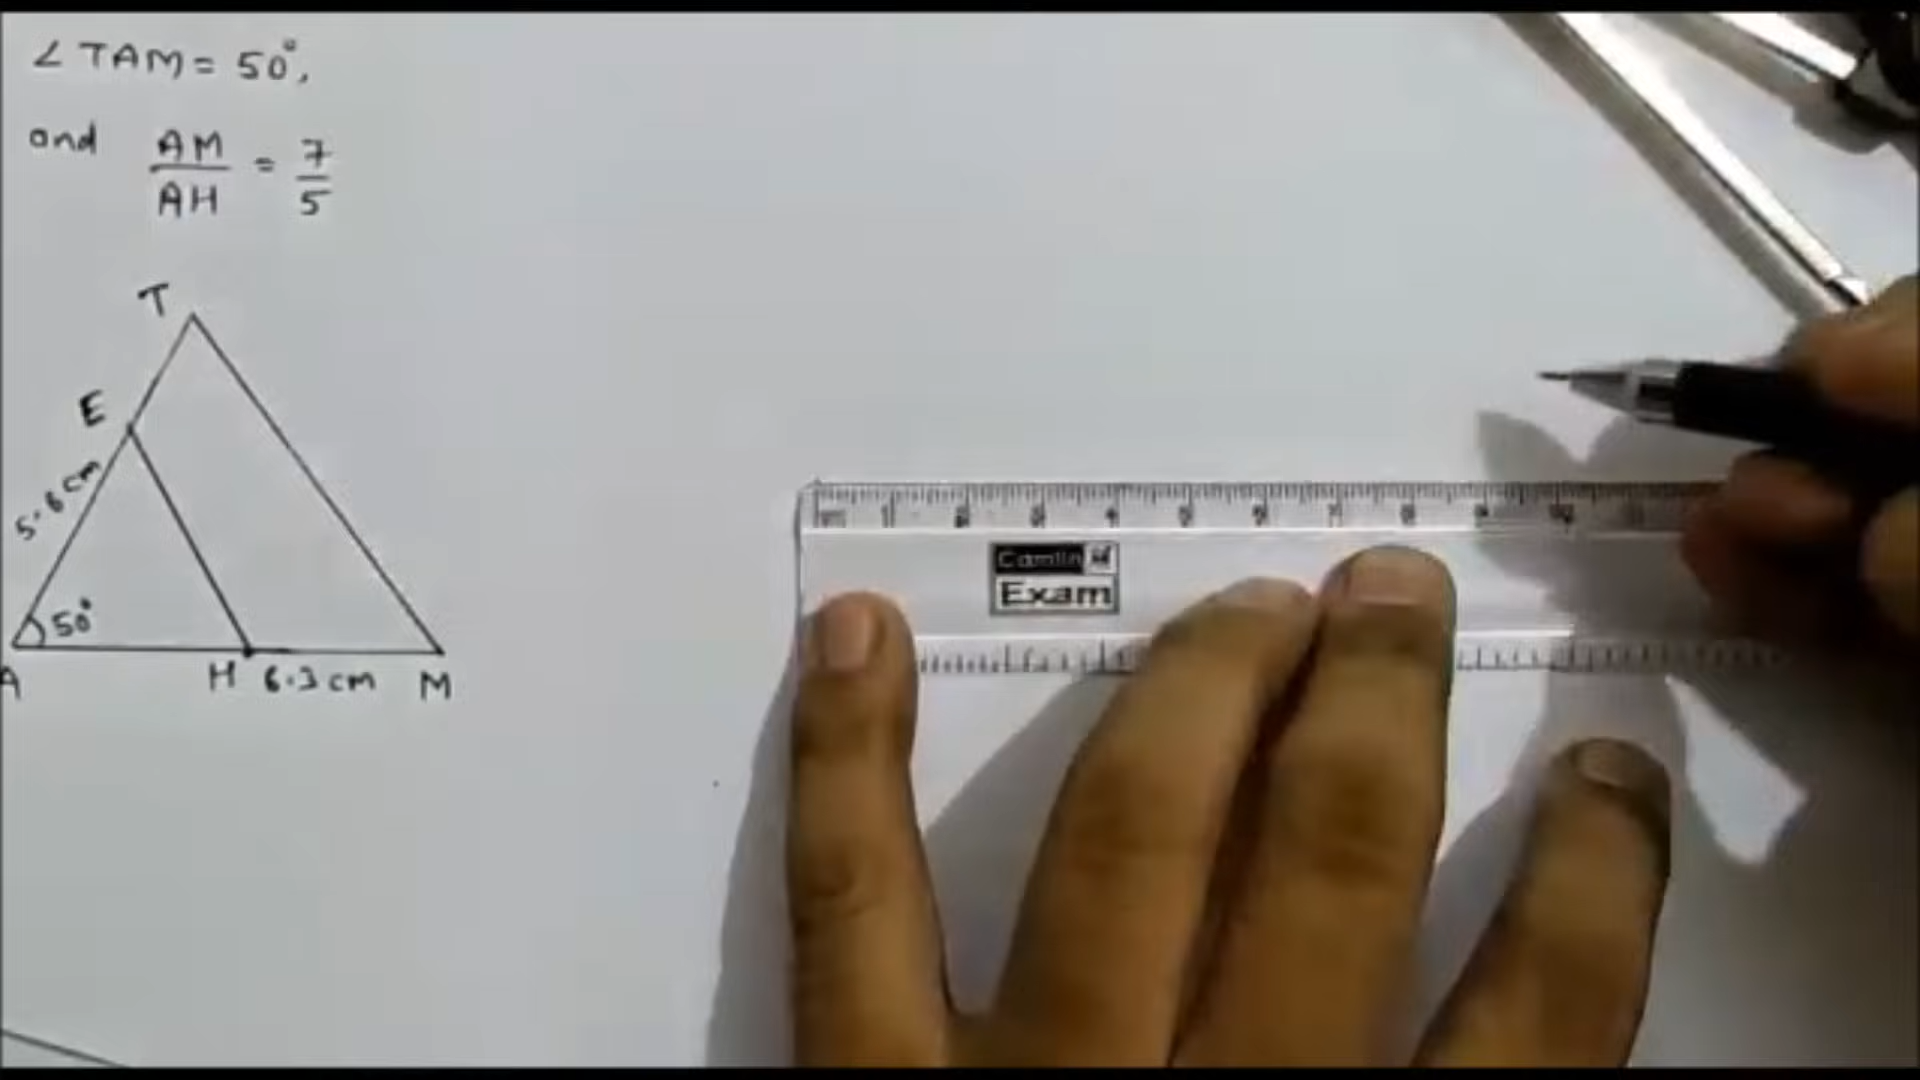 ∠ TAM = 50°,
and AM/AH = 7/5
T
E
5.6 cm
50°
A
H 6.3 cm M
Camlin
Exam